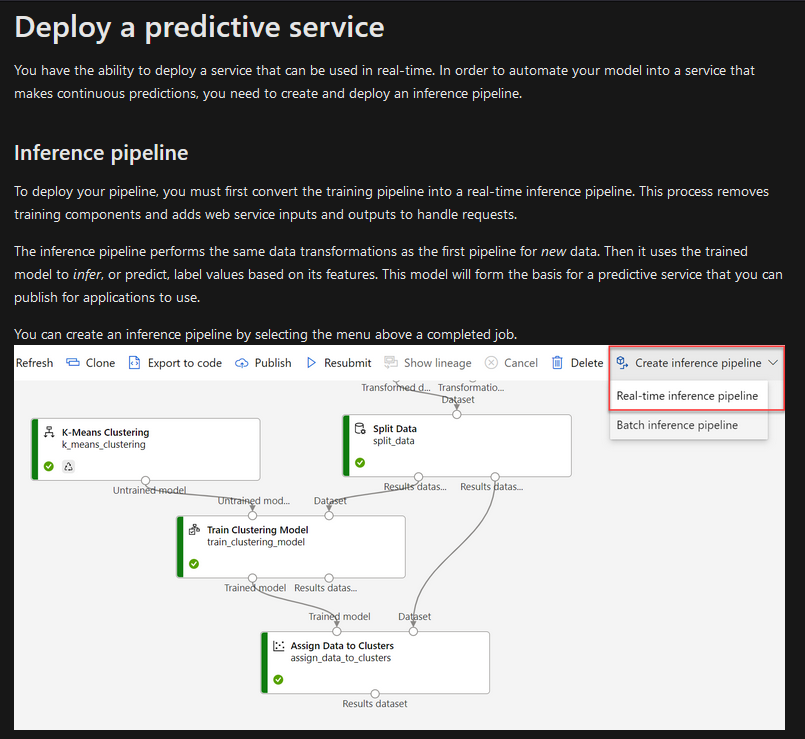 Deploy a predictive service
You have the ability to deploy a service that can be used in real-time. In order to automate your model into a service that
makes continuous predictions, you need to create and deploy an inference pipeline.
Inference pipeline
To deploy your pipeline, you must first convert the training pipeline into a real-time inference pipeline. This process removes
training components and adds web service inputs and outputs to handle requests.
The inference pipeline performs the same data transformations as the first pipeline for new data. Then it uses the trained
model to infer, or predict, label values based on its features. This model will form the basis for a predictive service that you can
publish for applications to use.
You can create an inference pipeline by selecting the menu above a completed job.
Refresh Clone Export to code Publish Resubmit Show lineage Cancel Delete Create inference pipeline
Real-time inference pipeline
Batch inference pipeline
Transformed d... Transformatio...
Dataset
K-Means Clustering
k_means_clustering
Split Data
split_data
Untrained model
Results datas... Results datas...
Untrained mod... Dataset
Train Clustering Model
train_clustering_model
Trained model Results datas...
Trained model Dataset
Assign Data to Clusters
assign_data_to_clusters
Results dataset